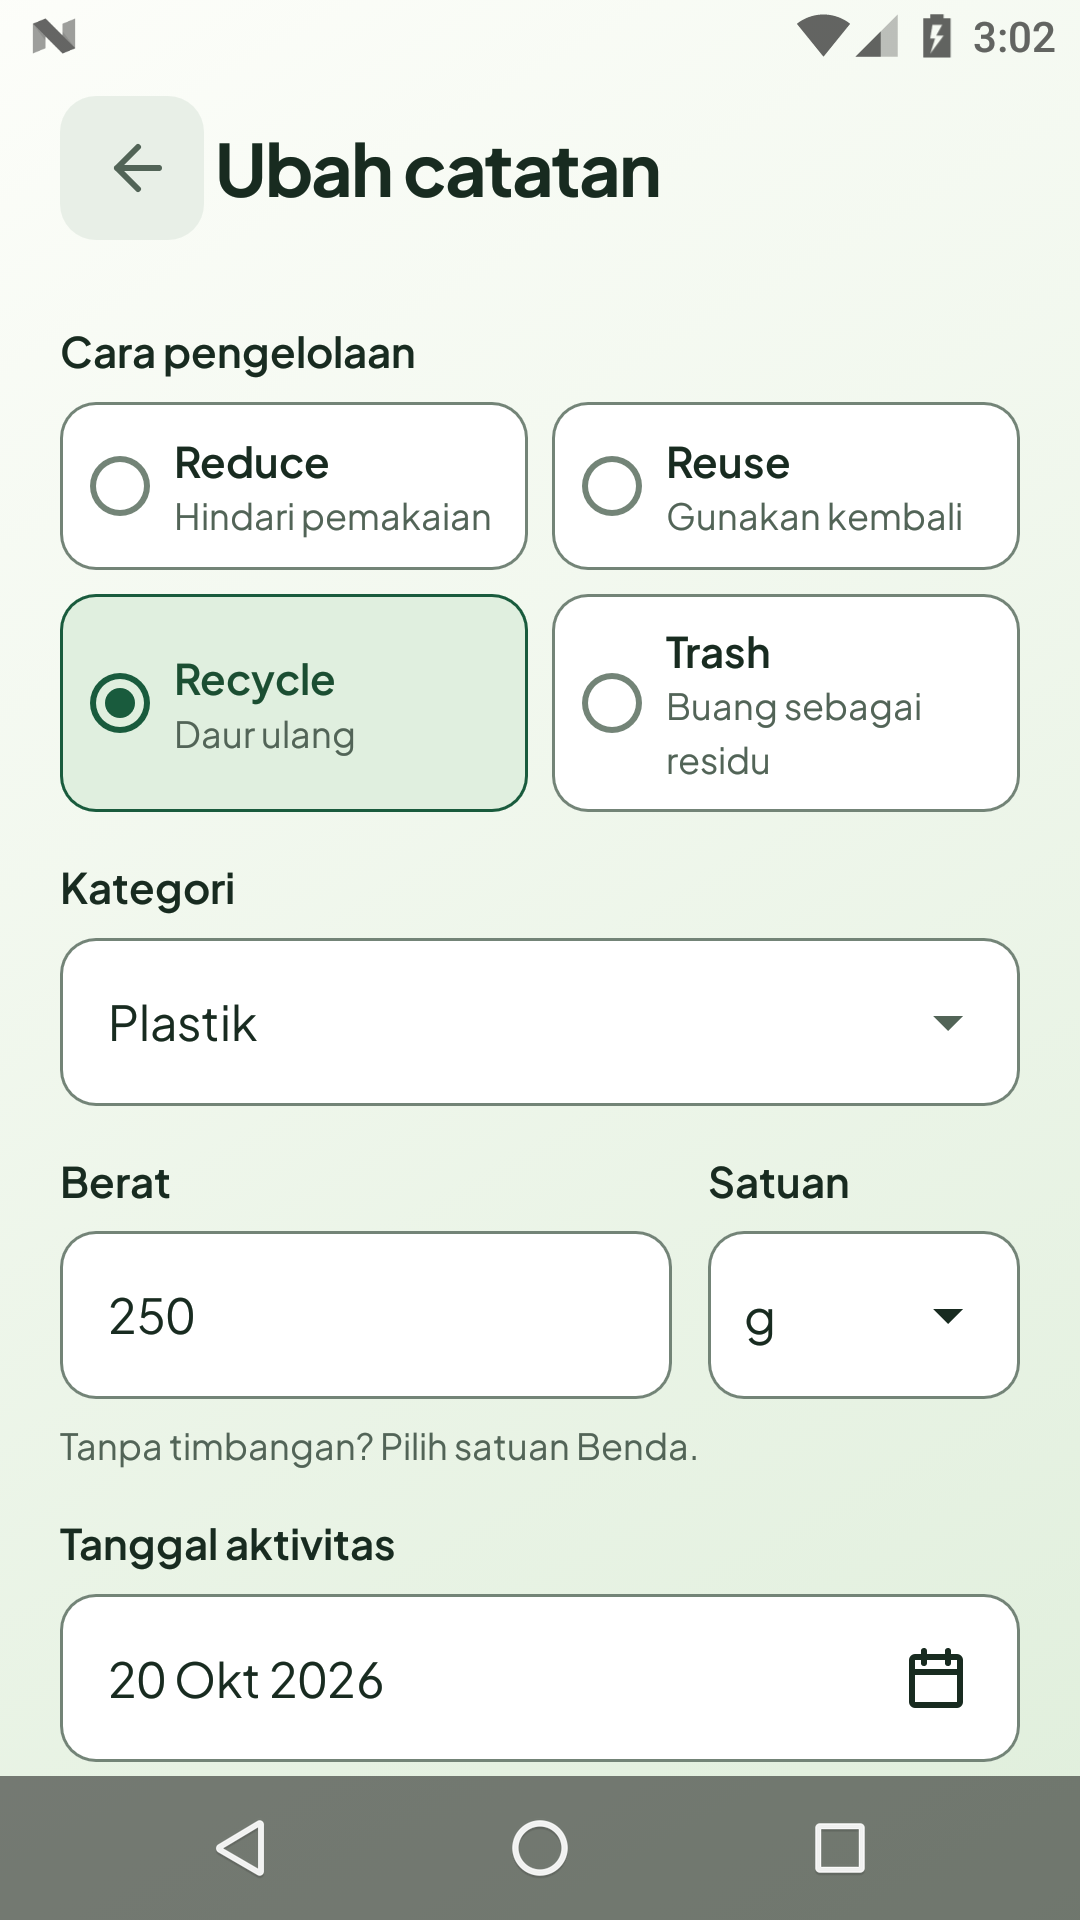 3:02
Ubah catatan
Cara pengelolaan
Reduce
Hindari pemakaian
Reuse
Gunakan kembali
Recycle
Daur ulang
Trash
Buang sebagai
residu
Kategori
Plastik
Berat
Satuan
250
g
Tanpa timbangan? Pilih satuan Benda.
Tanggal aktivitas
20 Okt 2026